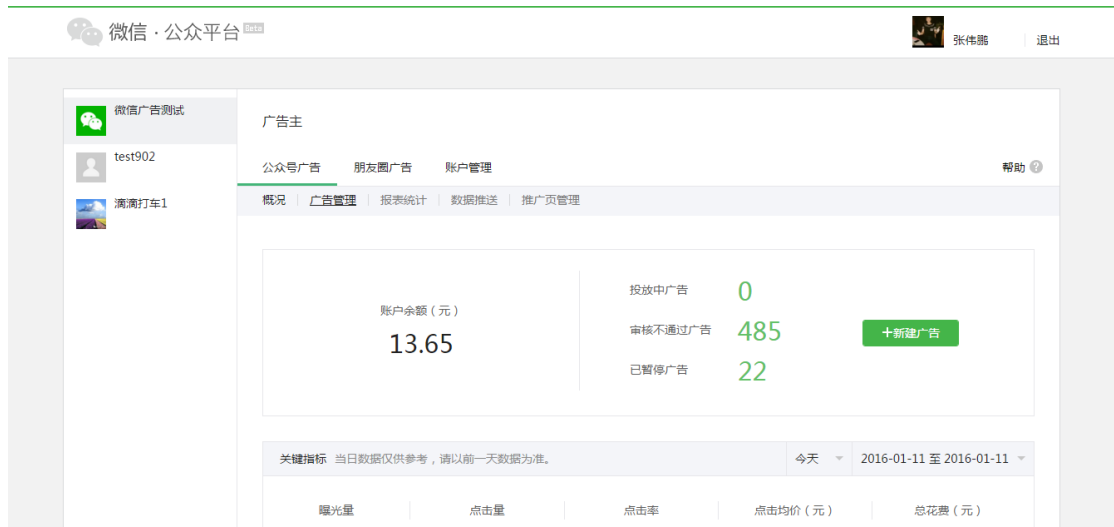 微信 · 公众平台 Beta
张伟鹏 退出
微信广告测试
test902
滴滴打车1
广告主
公众号广告 朋友圈广告 账户管理 帮助 ?
概况 广告管理 报表统计 数据推送 推广页管理
账户余额（元）
13.65
投放中广告 0
审核不通过广告 485
已暂停广告 22
+新建广告
关键指标 当日数据仅供参考，请以前一天数据为准。 今天 2016-01-11 至 2016-01-11
曝光量 点击量 点击率 点击均价（元） 总花费（元）